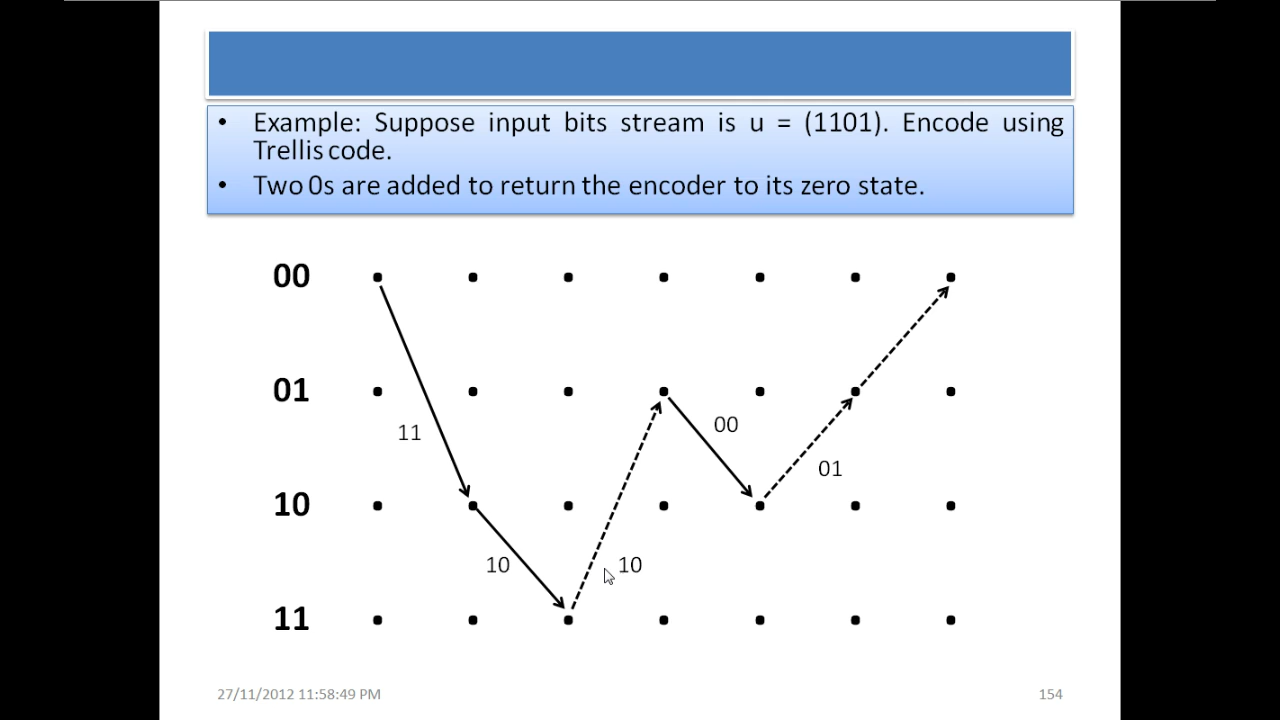 • Example: Suppose input bits stream is u = (1101). Encode using
Trellis code.
• Two 0s are added to return the encoder to its zero state.
00
01
11
00
01
10
10
10
11
27/11/2012 11:58:49 PM
154